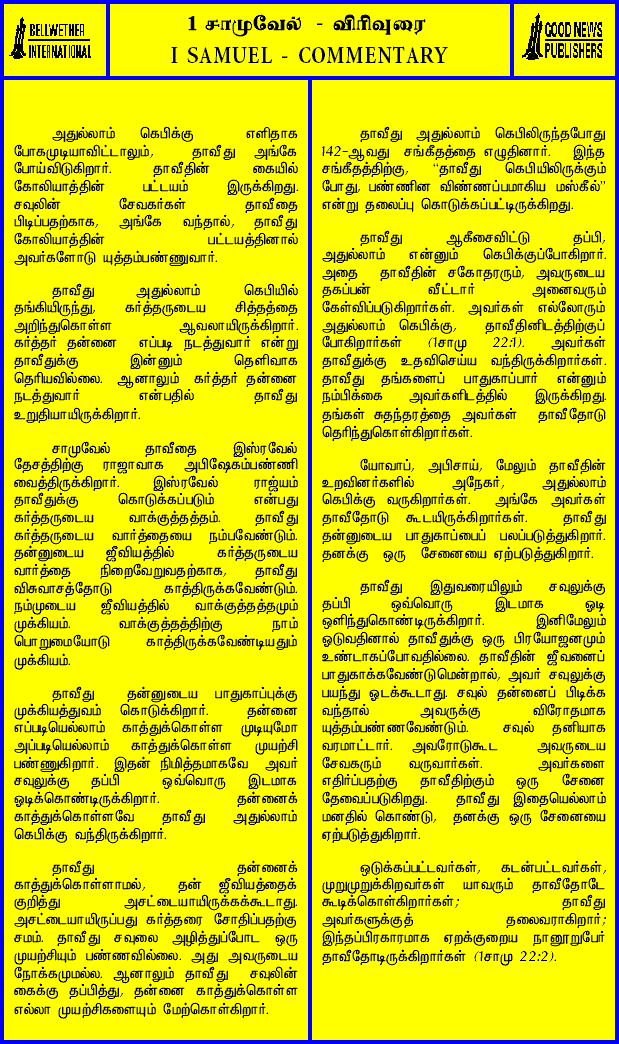 BELLWETHER
INTERNATIONAL
1 சாமுவேல் - விரிவுரை
I SAMUEL - COMMENTARY
GOOD NEWS
PUBLISHERS
அதுல்லாம் கெபிக்கு எளிதாக
போகமுடியாவிட்டாலும், தாவீது அங்கே
போய்விடுகிறார். தாவீதின் கையில்
கோலியாத்தின் பட்டயம் இருக்கிறது.
சவுலின் சேவகர்கள் தாவீதை
பிடிப்பதற்காக, அங்கே வந்தால், தாவீது
கோலியாத்தின் பட்டயத்தினால்
அவர்களோடு யுத்தம்பண்ணுவார்.
தாவீது அதுல்லாம் கெபியில்
தங்கியிருந்து, கர்த்தருடைய சித்தத்தை
அறிந்துகொள்ள ஆவலாயிருக்கிறார்.
கர்த்தர் தன்னை எப்படி நடத்துவார் என்று
தாவீதுக்கு இன்னும் தெளிவாக
தெரியவில்லை. ஆனாலும் கர்த்தர் தன்னை
நடத்துவார் என்பதில் தாவீது
உறுதியாயிருக்கிறார்.
சாமுவேல் தாவீதை இஸ்ரவேல்
தேசத்திற்கு ராஜாவாக அபிஷேகம்பண்ணி
வைத்திருக்கிறார். இஸ்ரவேல் ராஜ்யம்
தாவீதுக்கு கொடுக்கப்படும் என்பது
கர்த்தருடைய வாக்குத்தத்தம். தாவீது
கர்த்தருடைய வார்த்தையை நம்பவேண்டும்.
தன்னுடைய ஜீவியத்தில் கர்த்தருடைய
வார்த்தை நிறைவேறுவதற்காக, தாவீது
விசுவாசத்தோடு காத்திருக்கவேண்டும்.
நம்முடைய ஜீவியத்தில் வாக்குத்தத்தமும்
முக்கியம். வாக்குத்தத்திற்கு நாம்
பொறுமையோடு காத்திருக்கவேண்டியதும்
முக்கியம்.
தாவீது தன்னுடைய பாதுகாப்புக்கு
முக்கியத்துவம் கொடுக்கிறார். தன்னை
எப்படியெல்லாம் காத்துக்கொள்ள முடியுமோ
அப்படியெல்லாம் காத்துக்கொள்ள முயற்சி
பண்ணுகிறார். இதன் நிமித்தமாகவே அவர்
சவுலுக்கு தப்பி ஒவ்வொரு இடமாக
ஓடிக்கொண்டிருக்கிறார். தன்னைக்
காத்துக்கொள்ளவே தாவீது அதுல்லாம்
கெபிக்கு வந்திருக்கிறார்.
தாவீது தன்னைக்
காத்துக்கொள்ளாமல், தன் ஜீவியத்தைக்
குறித்து அசட்டையாயிருக்கக்கூடாது.
அசட்டையாயிருப்பது கர்த்தரை சோதிப்பதற்கு
சமம். தாவீது சவுலை அழித்துப்போட ஒரு
முயற்சியும் பண்ணவில்லை. அது அவருடைய
நோக்கமுமல்ல. ஆனாலும் தாவீது சவுலின்
கைக்கு தப்பித்து, தன்னை காத்துக்கொள்ள
எல்லா முயற்சிகளையும் மேற்கொள்கிறார்.
தாவீது அதுல்லாம் கெபிலிருந்தபோது
142-ஆவது சங்கீதத்தை எழுதினார். இந்த
சங்கீதத்திற்கு, "தாவீது கெபியிலிருக்கும்
போது, பண்ணின விண்ணப்பமாகிய மஸ்கீல்"
என்று தலைப்பு கொடுக்கப்பட்டிருக்கிறது.
தாவீது ஆகீசைவிட்டு தப்பி,
அதுல்லாம் என்னும் கெபிக்குப்போகிறார்.
அதை தாவீதின் சகோதரரும், அவருடைய
தகப்பன் வீட்டார் அனைவரும்
கேள்விப்படுகிறார்கள். அவர்கள் எல்லோரும்
அதுல்லாம் கெபிக்கு, தாவீதினிடத்திற்குப்
போகிறார்கள் (1சாமு 22:1). அவர்கள்
தாவீதுக்கு உதவிசெய்ய வந்திருக்கிறார்கள்.
தாவீது தங்களைப் பாதுகாப்பார் என்னும்
நம்பிக்கை அவர்களிடத்தில் இருக்கிறது.
தங்கள் சுதந்தரத்தை அவர்கள் தாவீதோடு
தெரிந்துகொள்கிறார்கள்.
யோவாப், அபிசாய், மேலும் தாவீதின்
உறவினர்களில் அநேகர், அதுல்லாம்
கெபிக்கு வருகிறார்கள். அங்கே அவர்கள்
தாவீதோடு கூடயிருக்கிறார்கள். தாவீது
தன்னுடைய பாதுகாப்பைப் பலப்படுத்துகிறார்.
தனக்கு ஒரு சேனையை ஏற்படுத்துகிறார்.
தாவீது இதுவரையிலும் சவுலுக்கு
தப்பி ஒவ்வொரு இடமாக ஓடி
ஒளிந்துகொண்டிருக்கிறார். இனிமேலும்
ஓடுவதினால் தாவீதுக்கு ஒரு பிரயோஜனமும்
உண்டாகப்போவதில்லை. தாவீதின் ஜீவனைப்
பாதுகாக்கவேண்டுமென்றால், அவர் சவுலுக்கு
பயந்து ஓடக்கூடாது. சவுல் தன்னைப் பிடிக்க
வந்தால் அவருக்கு விரோதமாக
யுத்தம்பண்ணவேண்டும். சவுல் தனியாக
வரமாட்டார். அவரோடுகூட அவருடைய
சேவகரும் வருவார்கள். அவர்களை
எதிர்ப்பதற்கு தாவீதிற்கும் ஒரு சேனை
தேவைப்படுகிறது. தாவீது இதையெல்லாம்
மனதில் கொண்டு, தனக்கு ஒரு சேனையை
ஏற்படுத்துகிறார்.
ஒடுக்கப்பட்டவர்கள், கடன்பட்டவர்கள்,
முறுமுறுக்கிறவர்கள் யாவரும் தாவீதோடே
கூடிக்கொள்கிறார்கள்; தாவீது
அவர்களுக்குத் தலைவராகிறார்;
இந்தப்பிரகாரமாக ஏறக்குறைய நானூறுபேர்
தாவீதோடிருக்கிறார்கள் (1சாமு 22:2).